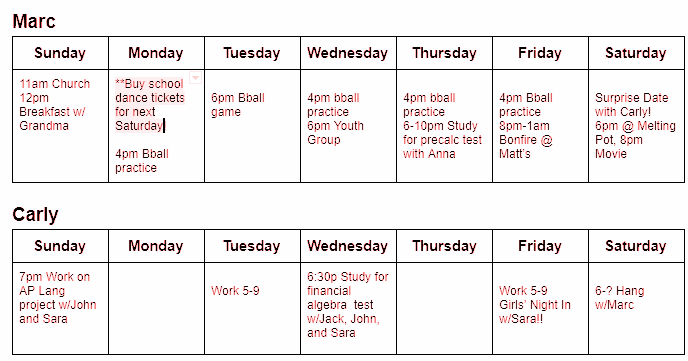 Marc
Sunday Monday Tuesday Wednesday Thursday Friday Saturday
11am Church
12pm
Breakfast w/
Grandma
**Buy school
dance tickets
for next
Saturday
4pm Bball
practice
6pm Bball
game
4pm bball
practice
6pm Youth
Group
4pm bball
practice
6-10pm Study
for precalc test
with Anna
4pm Bball
practice
8pm-1am
Bonfire @
Matt's
Surprise Date
with Carly!
6pm @ Melting
Pot, 8pm
Movie
Carly
Sunday Monday Tuesday Wednesday Thursday Friday Saturday
7pm Work on
AP Lang
project w/John
and Sara
Work 5-9
6:30p Study for
financial
algebra test
w/Jack, John,
and Sara
Work 5-9
Girls' Night In
w/Sara!!
6-? Hang
w/Marc